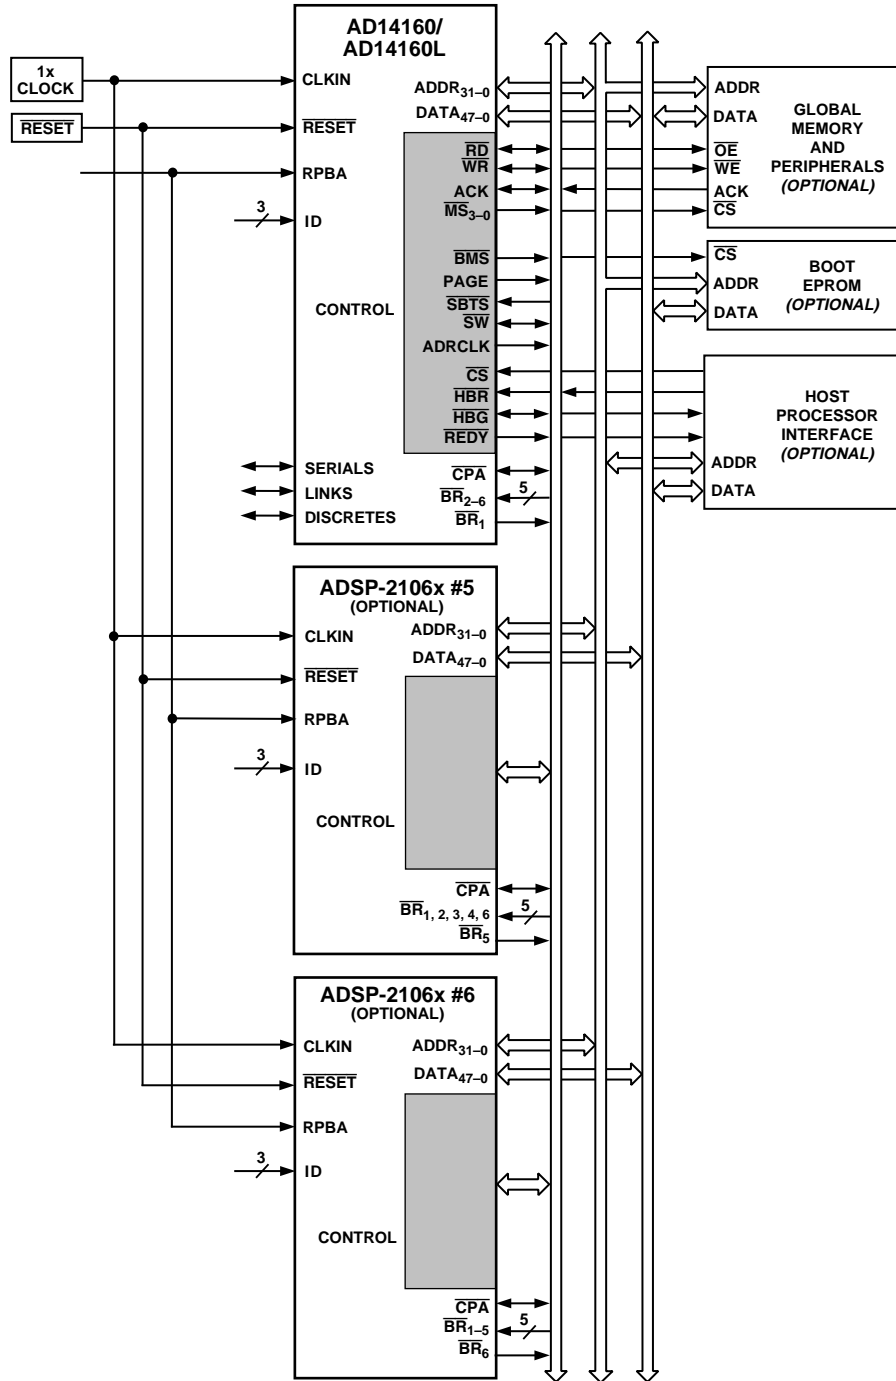 AD14160/
AD14160L
1x
CLOCK
RESET
CLKIN
RESET
RPBA
3
ID
CONTROL
SERIALS
LINKS
DISCRETES
ADDR31–0
DATA47–0
RD
WR
ACK
MS3–0
BMS
PAGE
SBTS
SW
ADRCLK
CS
HBR
HBG
REDY
CPA
BR2–6
5
BR1
ADDR
DATA
OE
WE
ACK
CS
GLOBAL
MEMORY
AND
PERIPHERALS
(OPTIONAL)
CS
ADDR
DATA
BOOT
EPROM
(OPTIONAL)
HOST
PROCESSOR
INTERFACE
(OPTIONAL)
ADDR
DATA
ADSP-2106x #5
(OPTIONAL)
CLKIN
RESET
RPBA
3
ID
CONTROL
ADDR31–0
DATA47–0
CPA
BR1, 2, 3, 4, 6
5
BR5
ADSP-2106x #6
(OPTIONAL)
CLKIN
RESET
RPBA
3
ID
CONTROL
ADDR31–0
DATA47–0
CPA
BR1–5
5
BR6